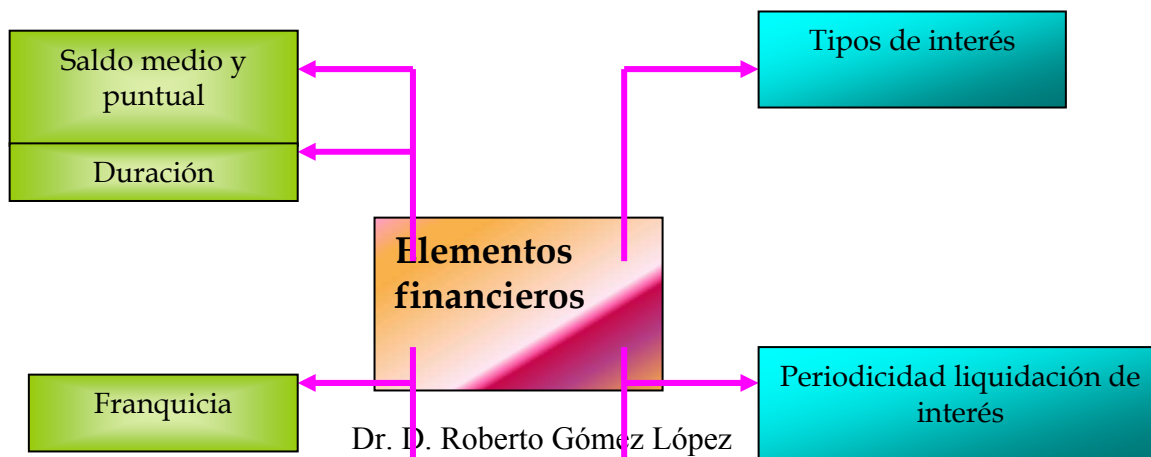 Saldo medio y
puntual
Duración
Tipos de interés
Elementos
financieros
Franquicia
Periodicidad liquidación de
interés
Dr. D. Roberto Gómez López